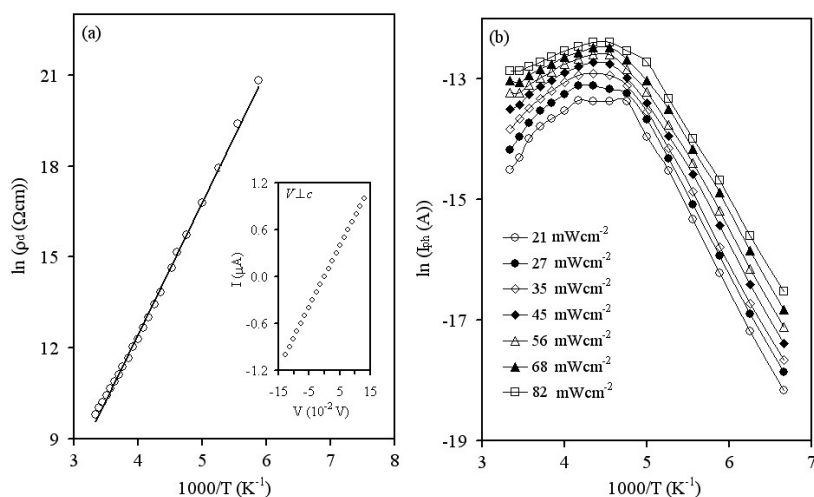 (a)
21
18
15
12
9
ln (ρd (Ωcm))
3 4 5 6 7 8
1000/T (K⁻¹)
V⊥c
1.2
0.6
0.0
-0.6
-1.2
I (μA)
-15 -5 5 15
V (10⁻² V)
(b)
-13
-15
-17
-19
ln (Iph (A))
21 mWcm⁻²
27 mWcm⁻²
35 mWcm⁻²
45 mWcm⁻²
56 mWcm⁻²
68 mWcm⁻²
82 mWcm⁻²
3 4 5 6 7
1000/T (K⁻¹)